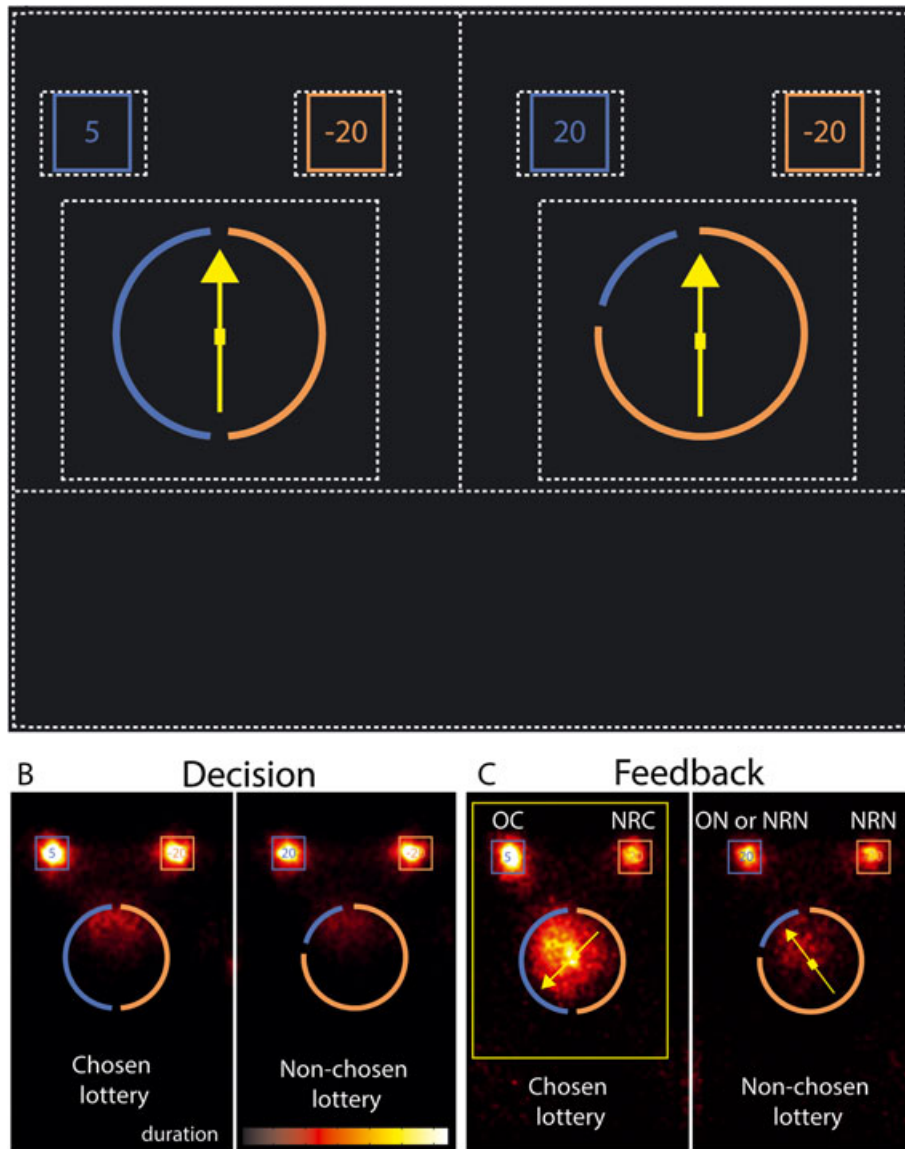 5 -20 20 -20
B Decision
C Feedback
OC NRC ON or NRN NRN
5 -20 20 -20
5 20
Chosen
lottery
Non-chosen
lottery
duration
Chosen
lottery
Non-chosen
lottery